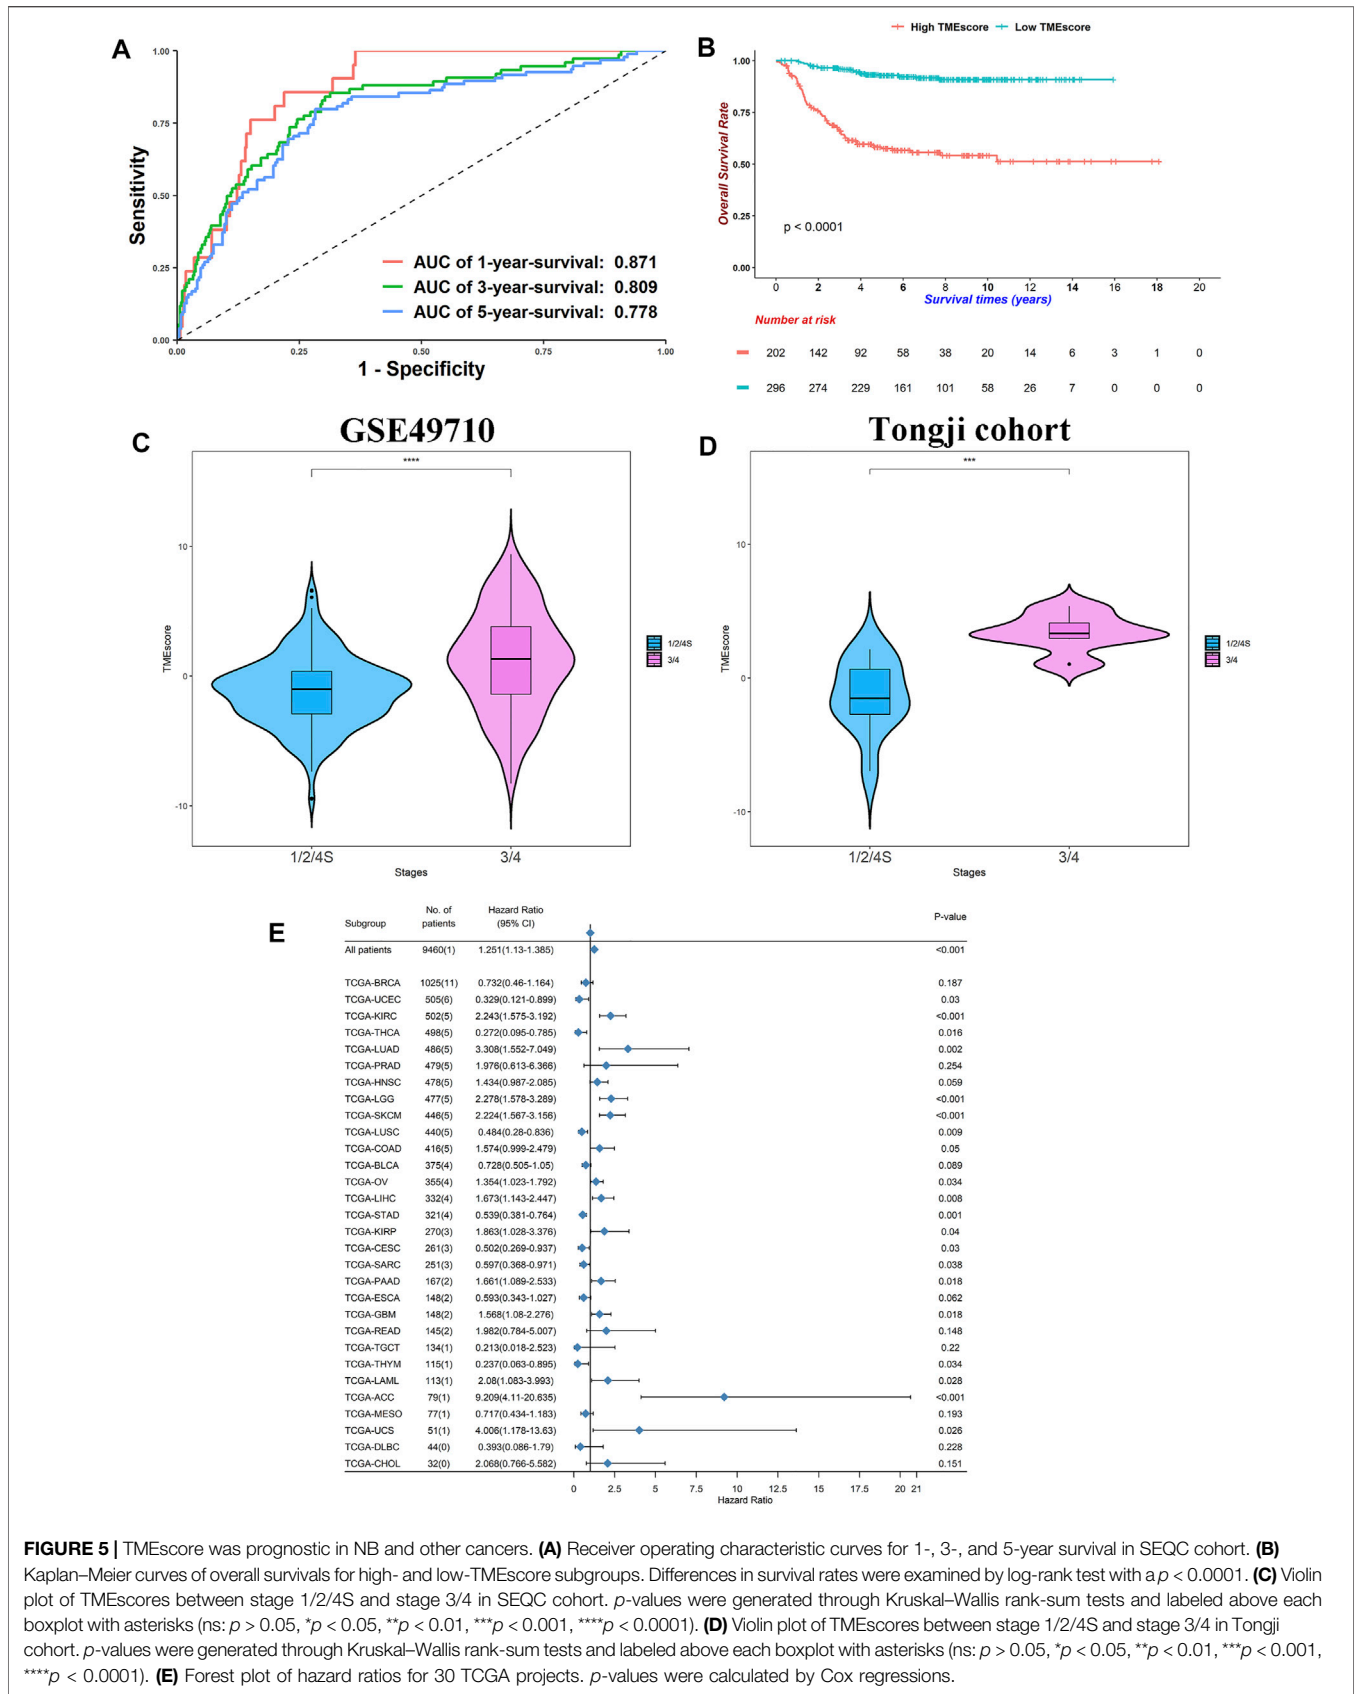 A
1.00
0.75
0.50
0.25
0.00
Sensitivity
AUC of 1-year-survival: 0.871
AUC of 3-year-survival: 0.809
AUC of 5-year-survival: 0.778
0.00 0.25 0.50 0.75 1.00
1 - Specificity
B
High TMEscore Low TMEscore
1.00
0.75
0.50
0.25
0.00
Overall Survival Rate
p < 0.0001
0 2 4 6 8 10 12 14 16 18 20
Survival times (years)
Number at risk
202 142 92 58 38 20 14 6 3 1 0
296 274 229 161 101 58 26 7 0 0 0
C
GSE49710
****
10
0
-10
TMEscore
1/2/4S
3/4
1/2/4S 3/4
Stages
D
Tongji cohort
***
10
0
-10
TMEscore
1/2/4S
3/4
1/2/4S 3/4
Stages
E
Subgroup No. of patients Hazard Ratio (95% CI) P-value
All patients 9460(1) 1.251(1.13-1.385) <0.001
TCGA-BRCA 1025(11) 0.732(0.46-1.164) 0.187
TCGA-UCEC 505(6) 0.329(0.121-0.899) 0.03
TCGA-KIRC 502(5) 2.243(1.575-3.192) <0.001
TCGA-THCA 498(5) 0.272(0.095-0.785) 0.016
TCGA-LUAD 486(5) 3.308(1.552-7.049) 0.002
TCGA-PRAD 479(5) 1.976(0.613-6.366) 0.254
TCGA-HNSC 478(5) 1.434(0.987-2.085) 0.059
TCGA-LGG 477(5) 2.278(1.578-3.289) <0.001
TCGA-SKCM 446(5) 2.224(1.567-3.156) <0.001
TCGA-LUSC 440(5) 0.484(0.28-0.836) 0.009
TCGA-COAD 416(5) 1.574(0.999-2.479) 0.05
TCGA-BLCA 375(4) 0.728(0.505-1.05) 0.089
TCGA-OV 355(4) 1.354(1.023-1.792) 0.034
TCGA-LIHC 332(4) 1.673(1.143-2.447) 0.008
TCGA-STAD 321(4) 0.539(0.381-0.764) 0.001
TCGA-KIRP 270(3) 1.863(1.028-3.376) 0.04
TCGA-CESC 261(3) 0.502(0.269-0.937) 0.03
TCGA-SARC 251(3) 0.597(0.368-0.971) 0.038
TCGA-PAAD 167(2) 1.661(1.089-2.533) 0.018
TCGA-ESCA 148(2) 0.593(0.343-1.027) 0.062
TCGA-GBM 148(2) 1.568(1.08-2.276) 0.018
TCGA-READ 145(2) 1.982(0.784-5.007) 0.148
TCGA-TGCT 134(1) 0.213(0.018-2.523) 0.22
TCGA-THYM 115(1) 0.237(0.063-0.895) 0.034
TCGA-LAML 113(1) 2.08(1.083-3.993) 0.028
TCGA-ACC 79(1) 9.209(4.11-20.635) <0.001
TCGA-MESO 77(1) 0.717(0.434-1.183) 0.193
TCGA-UCS 51(1) 4.006(1.178-13.63) 0.026
TCGA-DLBC 44(0) 0.393(0.086-1.79) 0.228
TCGA-CHOL 32(0) 2.068(0.766-5.582) 0.151
0 2.5 5 7.5 10 12.5 15 17.5 20 21
Hazard Ratio
FIGURE 5 | TMEscore was prognostic in NB and other cancers. (A) Receiver operating characteristic curves for 1-, 3-, and 5-year survival in SEQC cohort. (B)
Kaplan–Meier curves of overall survivals for high- and low-TMEscore subgroups. Differences in survival rates were examined by log-rank test with a p < 0.0001. (C) Violin
plot of TMEscores between stage 1/2/4S and stage 3/4 in SEQC cohort. p-values were generated through Kruskal–Wallis rank-sum tests and labeled above each
boxplot with asterisks (ns: p > 0.05, *p < 0.05, **p < 0.01, ***p < 0.001, ****p < 0.0001). (D) Violin plot of TMEscores between stage 1/2/4S and stage 3/4 in Tongji
cohort. p-values were generated through Kruskal–Wallis rank-sum tests and labeled above each boxplot with asterisks (ns: p > 0.05, *p < 0.05, **p < 0.01, ***p < 0.001,
****p < 0.0001). (E) Forest plot of hazard ratios for 30 TCGA projects. p-values were calculated by Cox regressions.